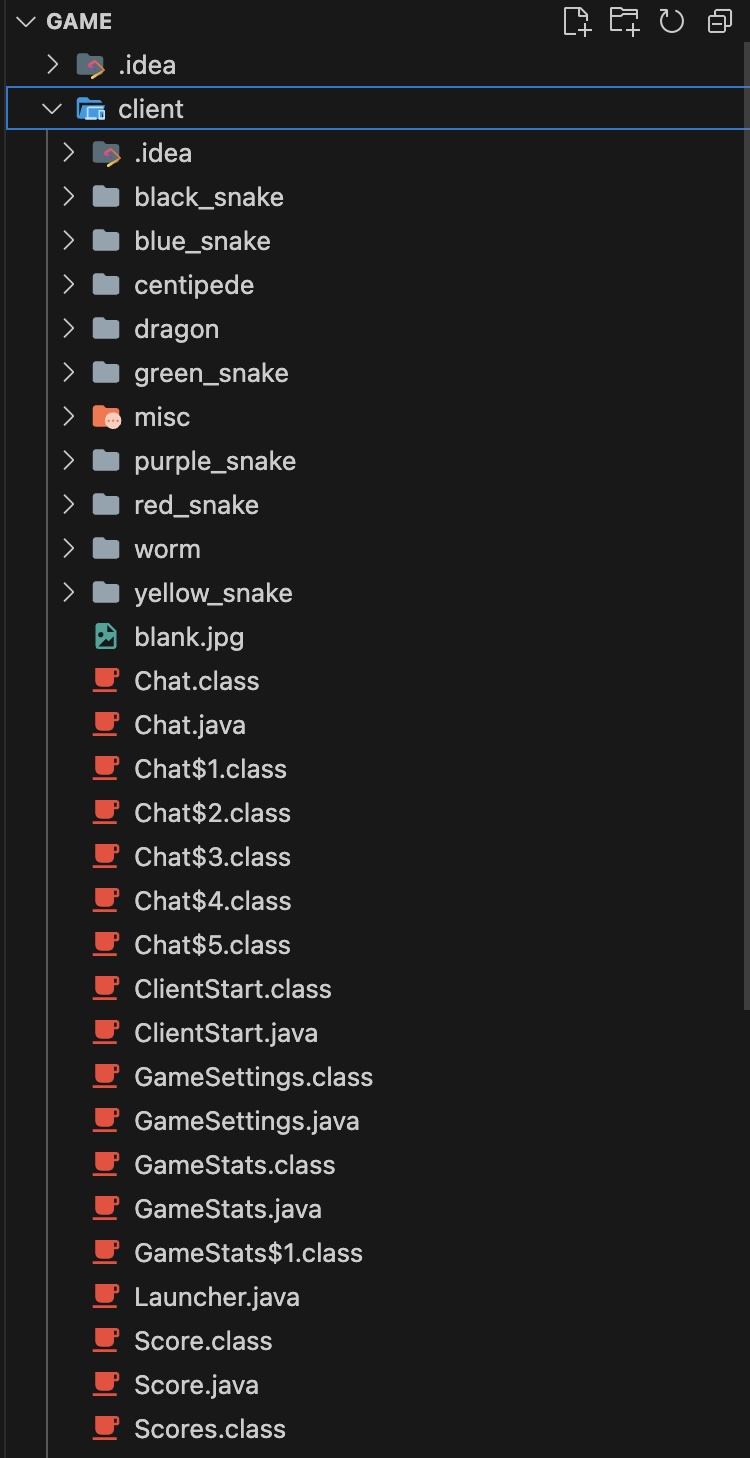 GAME
.idea
client
.idea
black_snake
blue_snake
centipede
dragon
green_snake
misc
purple_snake
red_snake
worm
yellow_snake
blank.jpg
Chat.class
Chat.java
Chat$1.class
Chat$2.class
Chat$3.class
Chat$4.class
Chat$5.class
ClientStart.class
ClientStart.java
GameSettings.class
GameSettings.java
GameStats.class
GameStats.java
GameStats$1.class
Launcher.java
Score.class
Score.java
Scores.class